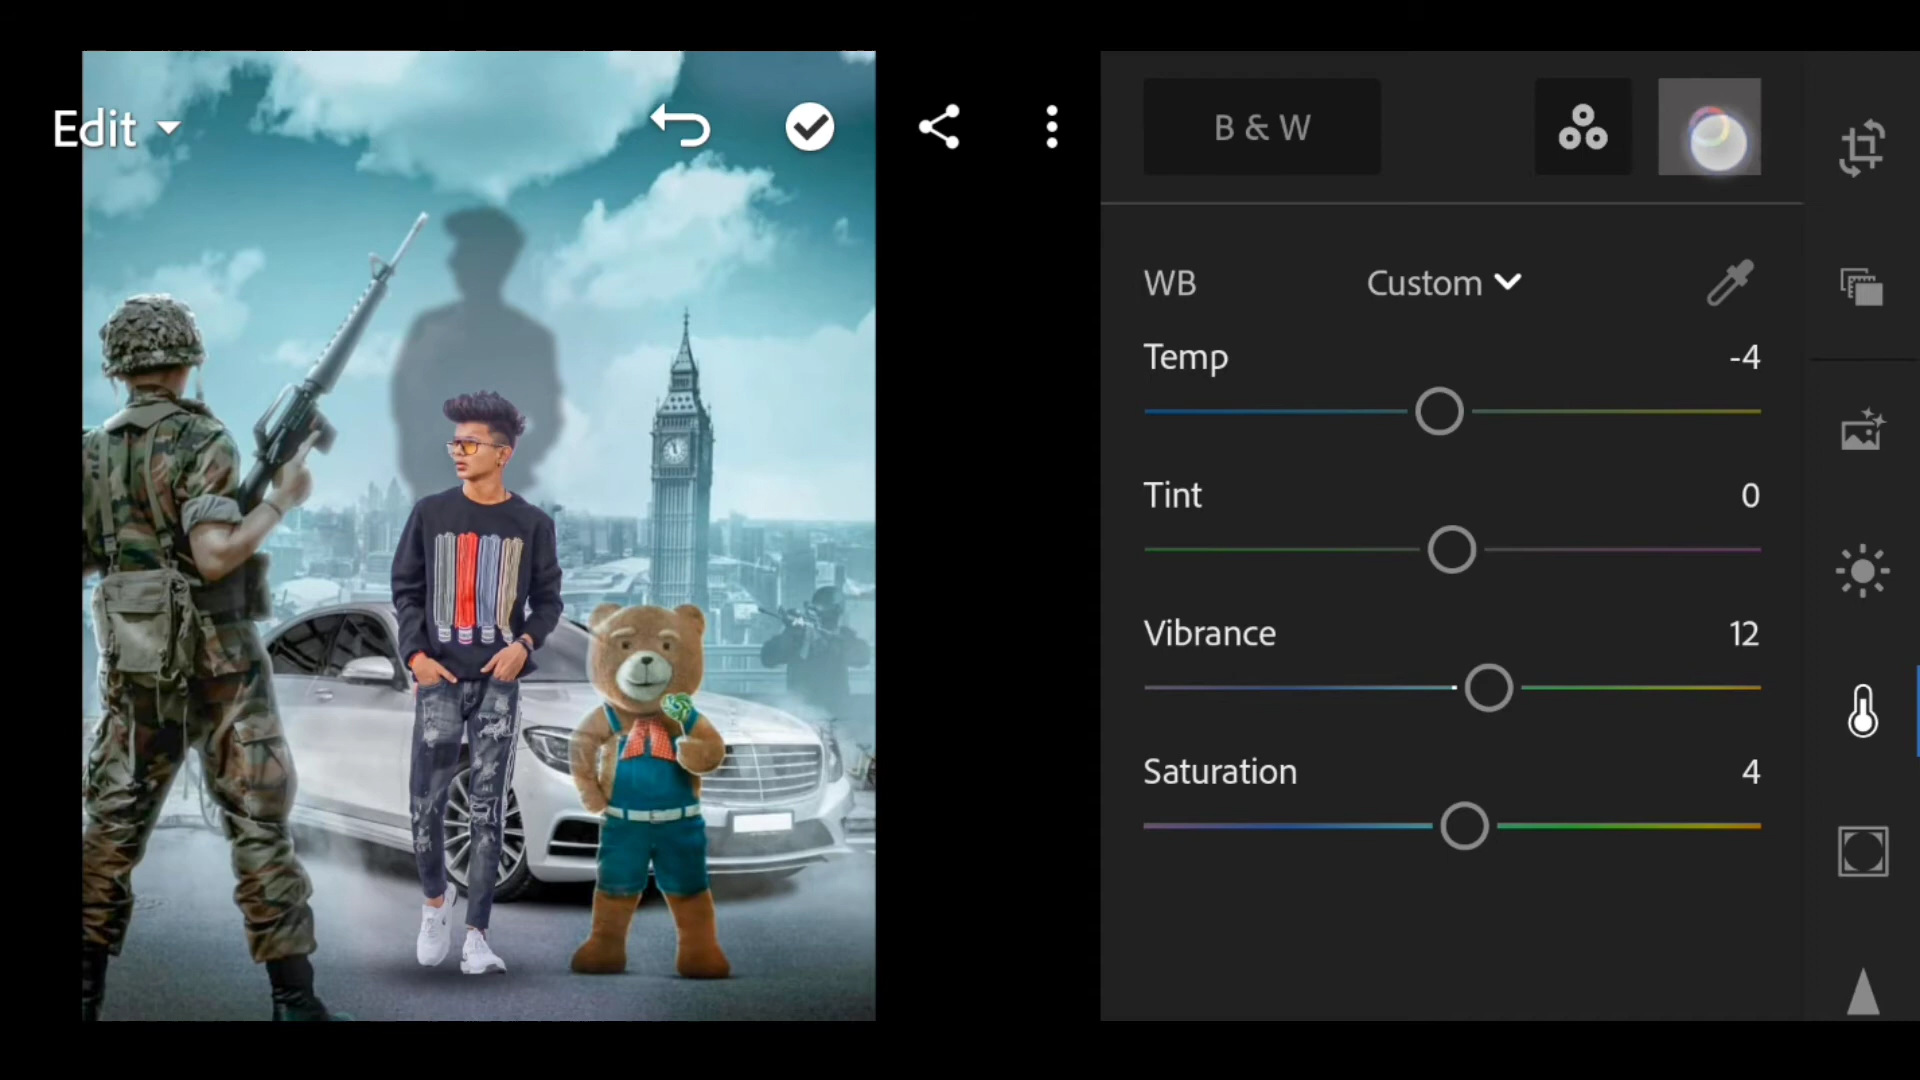 Edit
B & W
WB Custom
Temp -4
Tint 0
Vibrance 12
Saturation 4